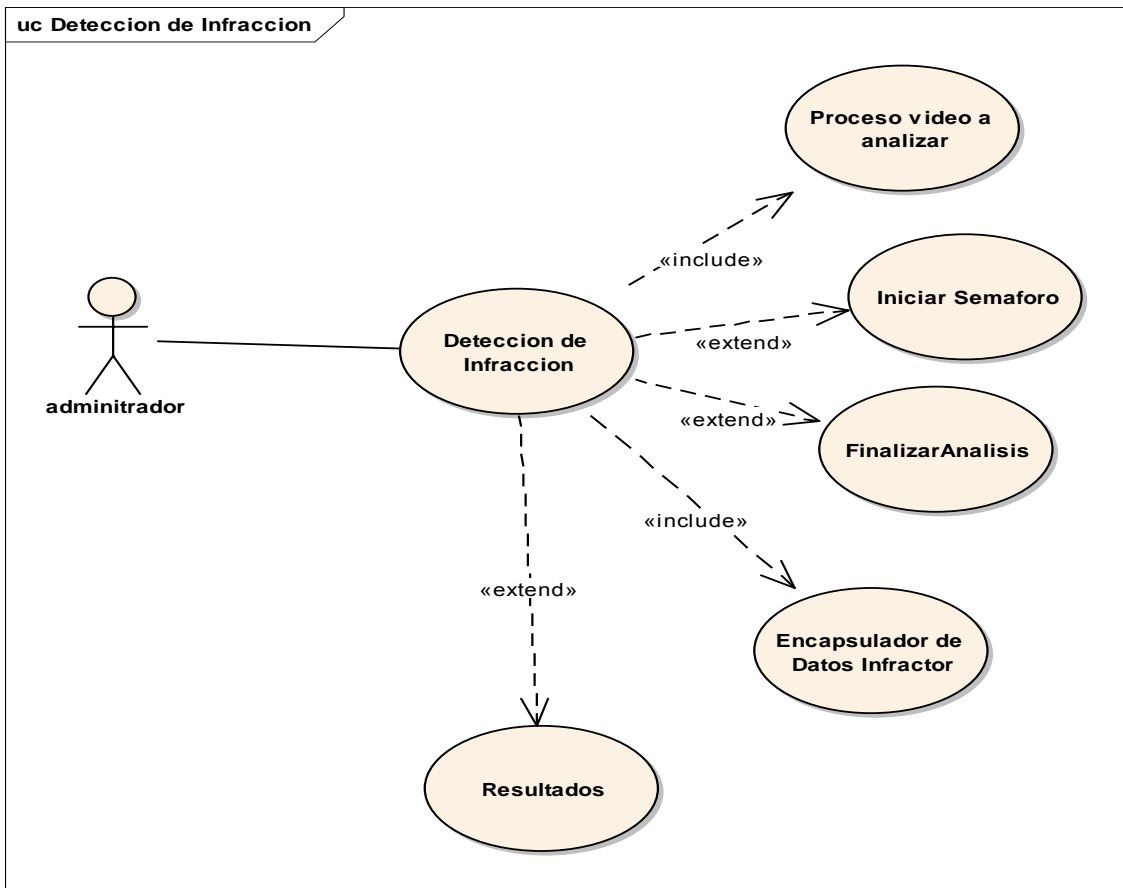 uc Deteccion de Infraccion
Proceso video a
analizar
«include»
Iniciar Semaforo
«extend»
Deteccion de
Infraccion
adminitrador
«extend»
FinalizarAnalisis
«include»
«extend»
Encapsulador de
Datos Infractor
Resultados